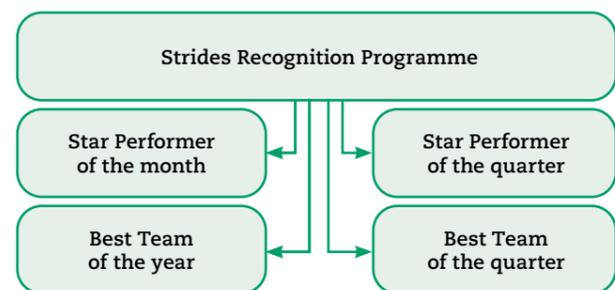 Strides Recognition Programme
Star Performer
of the month
Star Performer
of the quarter
Best Team
of the year
Best Team
of the quarter